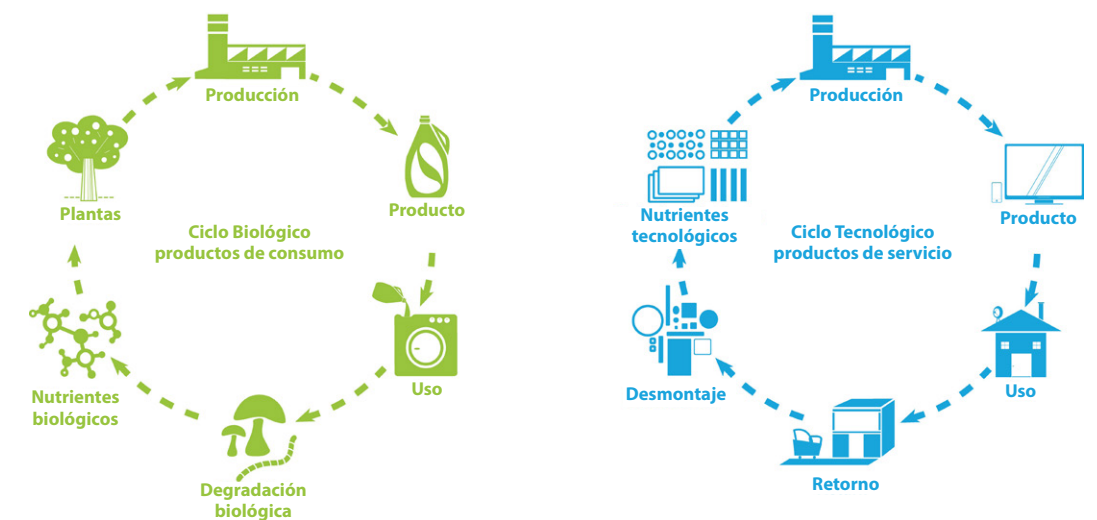 Producción
Producto
Uso
Degradación
biológica
Nutrientes
biológicos
Plantas
Ciclo Biológico
productos de consumo
Producción
Producto
Uso
Retorno
Desmontaje
Nutrientes
tecnológicos
Ciclo Tecnológico
productos de servicio